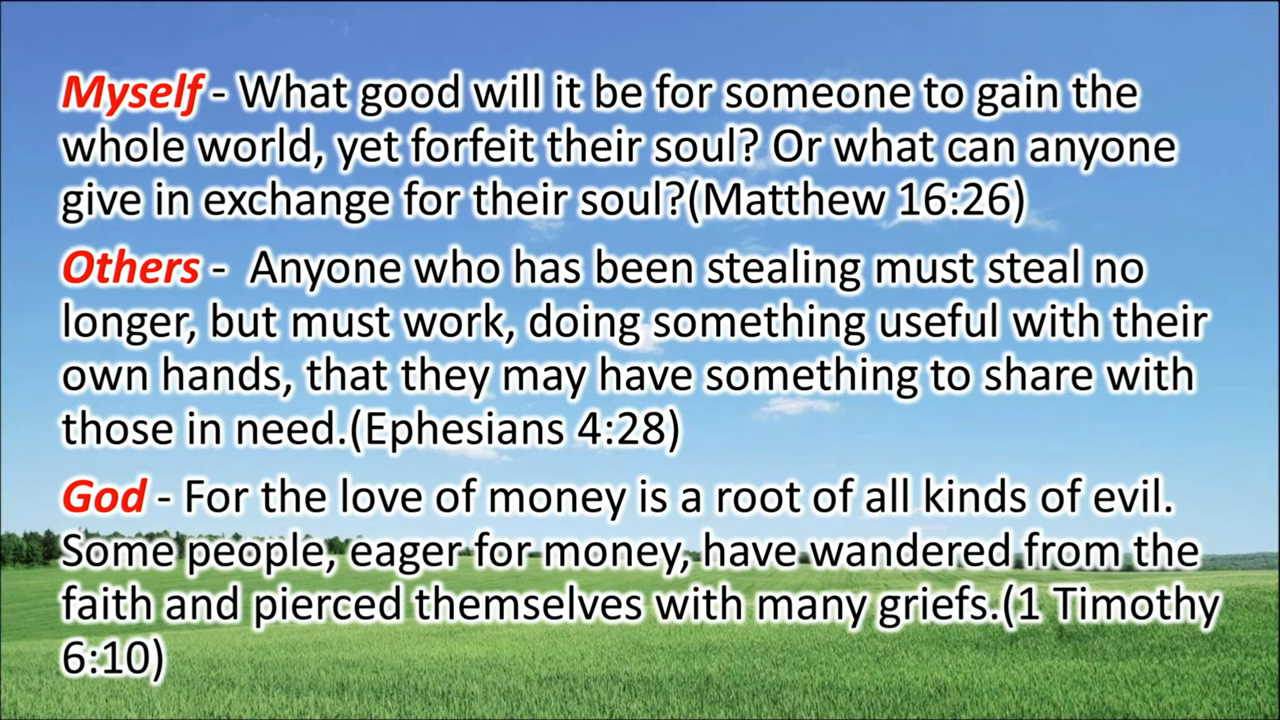 Myself - What good will it be for someone to gain the
whole world, yet forfeit their soul? Or what can anyone
give in exchange for their soul?(Matthew 16:26)
Others -  Anyone who has been stealing must steal no
longer, but must work, doing something useful with their
own hands, that they may have something to share with
those in need.(Ephesians 4:28)
God - For the love of money is a root of all kinds of evil.
Some people, eager for money, have wandered from the
faith and pierced themselves with many griefs.(1 Timothy
6:10)